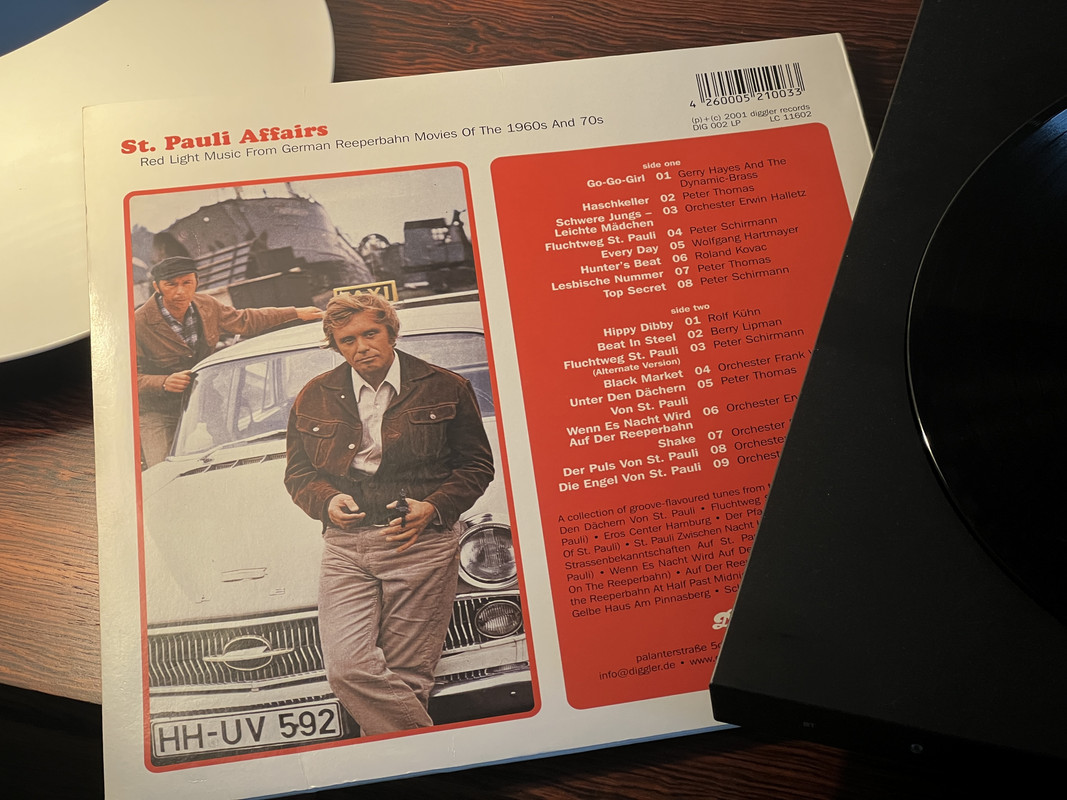 St. Pauli Affairs
Red Light Music From German Reeperbahn Movies Of The 1960s And 70s
4 260005 210033
(p)+(c) 2001 diggler records
DIG 002 LP LC 11602
TAXI
HH-UV 592
side one
Go-Go-Girl 01 Gerry Hayes And The
Dynamic-Brass
Haschkeller 02 Peter Thomas
Schwere Jungs – 03 Orchester Erwin Halletz
Leichte Mädchen
Fluchtweg St. Pauli 04 Peter Schirmann
Every Day 05 Wolfgang Hartmayer
Hunter's Beat 06 Roland Kovac
Lesbische Nummer 07 Peter Thomas
Top Secret 08 Peter Schirmann
side two
Hippy Dibby 01 Rolf Kühn
Beat In Steel 02 Berry Lipman
Fluchtweg St. Pauli 03 Peter Schirmann
(Alternate Version)
Black Market 04 Orchester Frank
Unter Den Dächern 05 Peter Thomas
Von St. Pauli
Wenn Es Nacht Wird 06 Orchester
Auf Der Reeperbahn
Shake 07 Orchester
Der Puls Von St. Pauli 08 Orchester
Die Engel Von St. Pauli 09
A collection of groove-flavoured tunes from
Den Dächern Von St. Pauli • Fluchtweg
Pauli) • Eros Center Hamburg • Der
Of St. Pauli) • St. Pauli Zwischen Nacht
Strassenbekanntschaften Auf St.
Pauli) • Wenn Es Nacht Wird Auf
On The Reeperbahn) • Auf Der
the Reeperbahn At Half Past
Gelbe Haus Am Pinnasberg •
palanterstraße
info@diggler.de •